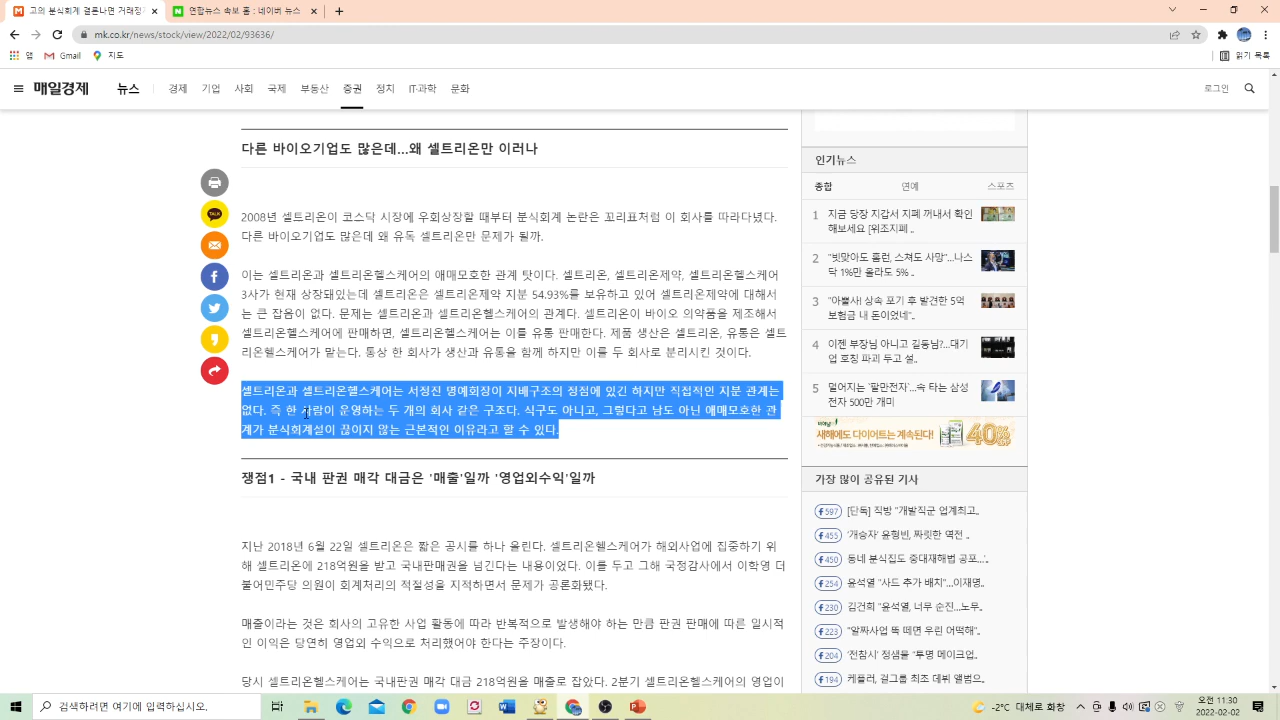 고의 분식회계 결론나면 거래정
연합뉴스 속보 홈 : 네이버 뉴스
mk.co.kr/news/stock/view/2022/02/93636/
앱
Gmail
지도
읽기 목록
매일경제
뉴스
경제
기업
사회
국제
부동산
증권
정치
IT·과학
문화
로그인
다른 바이오기업도 많은데…왜 셀트리온만 이러나
2008년 셀트리온이 코스닥 시장에 우회상장할 때부터 분식회계 논란은 꼬리표처럼 이 회사를 따라다녔다.
다른 바이오기업도 많은데 왜 유독 셀트리온만 문제가 될까.
이는 셀트리온과 셀트리온헬스케어의 애매모호한 관계 탓이다. 셀트리온, 셀트리온제약, 셀트리온헬스케어
3사가 현재 상장돼있는데 셀트리온은 셀트리온제약 지분 54.93%를 보유하고 있어 셀트리온제약에 대해서
는 큰 잡음이 없다. 문제는 셀트리온과 셀트리온헬스케어의 관계다. 셀트리온이 바이오 의약품을 제조해서
셀트리온헬스케어에 판매하면, 셀트리온헬스케어는 이를 유통 판매한다. 제품 생산은 셀트리온, 유통은 셀트
리온헬스케어가 맡는다. 통상 한 회사가 생산과 유통을 함께 하지만 이를 두 회사로 분리시킨 것이다.
셀트리온과 셀트리온헬스케어는 서정진 명예회장이 지배구조의 정점에 있긴 하지만 직접적인 지분 관계는
없다. 즉 한 사람이 운영하는 두 개의 회사 같은 구조다. 식구도 아니고, 그렇다고 남도 아닌 애매모호한 관
계가 분식회계설이 끊이지 않는 근본적인 이유라고 할 수 있다.
쟁점1 - 국내 판권 매각 대금은 '매출'일까 '영업외수익'일까
지난 2018년 6월 22일 셀트리온은 짧은 공시를 하나 올린다. 셀트리온헬스케어가 해외사업에 집중하기 위
해 셀트리온에 218억원을 받고 국내판매권을 넘긴다는 내용이었다. 이를 두고 그해 국정감사에서 이학영 더
불어민주당 의원이 회계처리의 적절성을 지적하면서 문제가 공론화됐다.
매출이라는 것은 회사의 고유한 사업 활동에 따라 반복적으로 발생해야 하는 만큼 판권 판매에 따른 일시적
인 이익은 당연히 영업외 수익으로 처리했어야 한다는 주장이다.
당시 셀트리온헬스케어는 국내판권 매각 대금 218억원을 매출로 잡았다. 2분기 셀트리온헬스케어의 영업이
인기뉴스
종합
연예
스포츠
1 지금 당장 지갑서 지폐 꺼내서 확인
해보세요 [위조지폐 ..
2 "빗맞아도 홀런, 스쳐도 사망"…나스
닥 1%만 올라도 5% ..
3 "아뿔사! 상속 포기 후 발견한 5억
보험금 내 돈이었네"..
4 이젠 부장님 아니고 길동님?…대기
업 호칭 파괴 두고 설..
5 멀어지는 '팔만전자'…속 타는 삼성
전자 500만 개미
새해에도 다이어트는 계속된다!
40%
가장 많이 공유된 기사
597 [단독] 직방 "개발직군 업계최고..
455 '개승자' 윤형빈, 짜릿한 역전 ..
450 동네 분식집도 중대재해법 공포…'..
254 윤석열 "사드 추가 배치"…이재명..
230 김건희 "윤석열, 너무 순진…노무..
223 "알짜사업 뚝 떼면 우린 어떡해"..
204 '전참시' 정샘물 "투명 메이크업..
194 케플러, 걸그룹 최초 데뷔 앨범으..
검색하려면 여기에 입력하십시오.
-2°C 대체로 화창
오전 11:30
2022-02-02